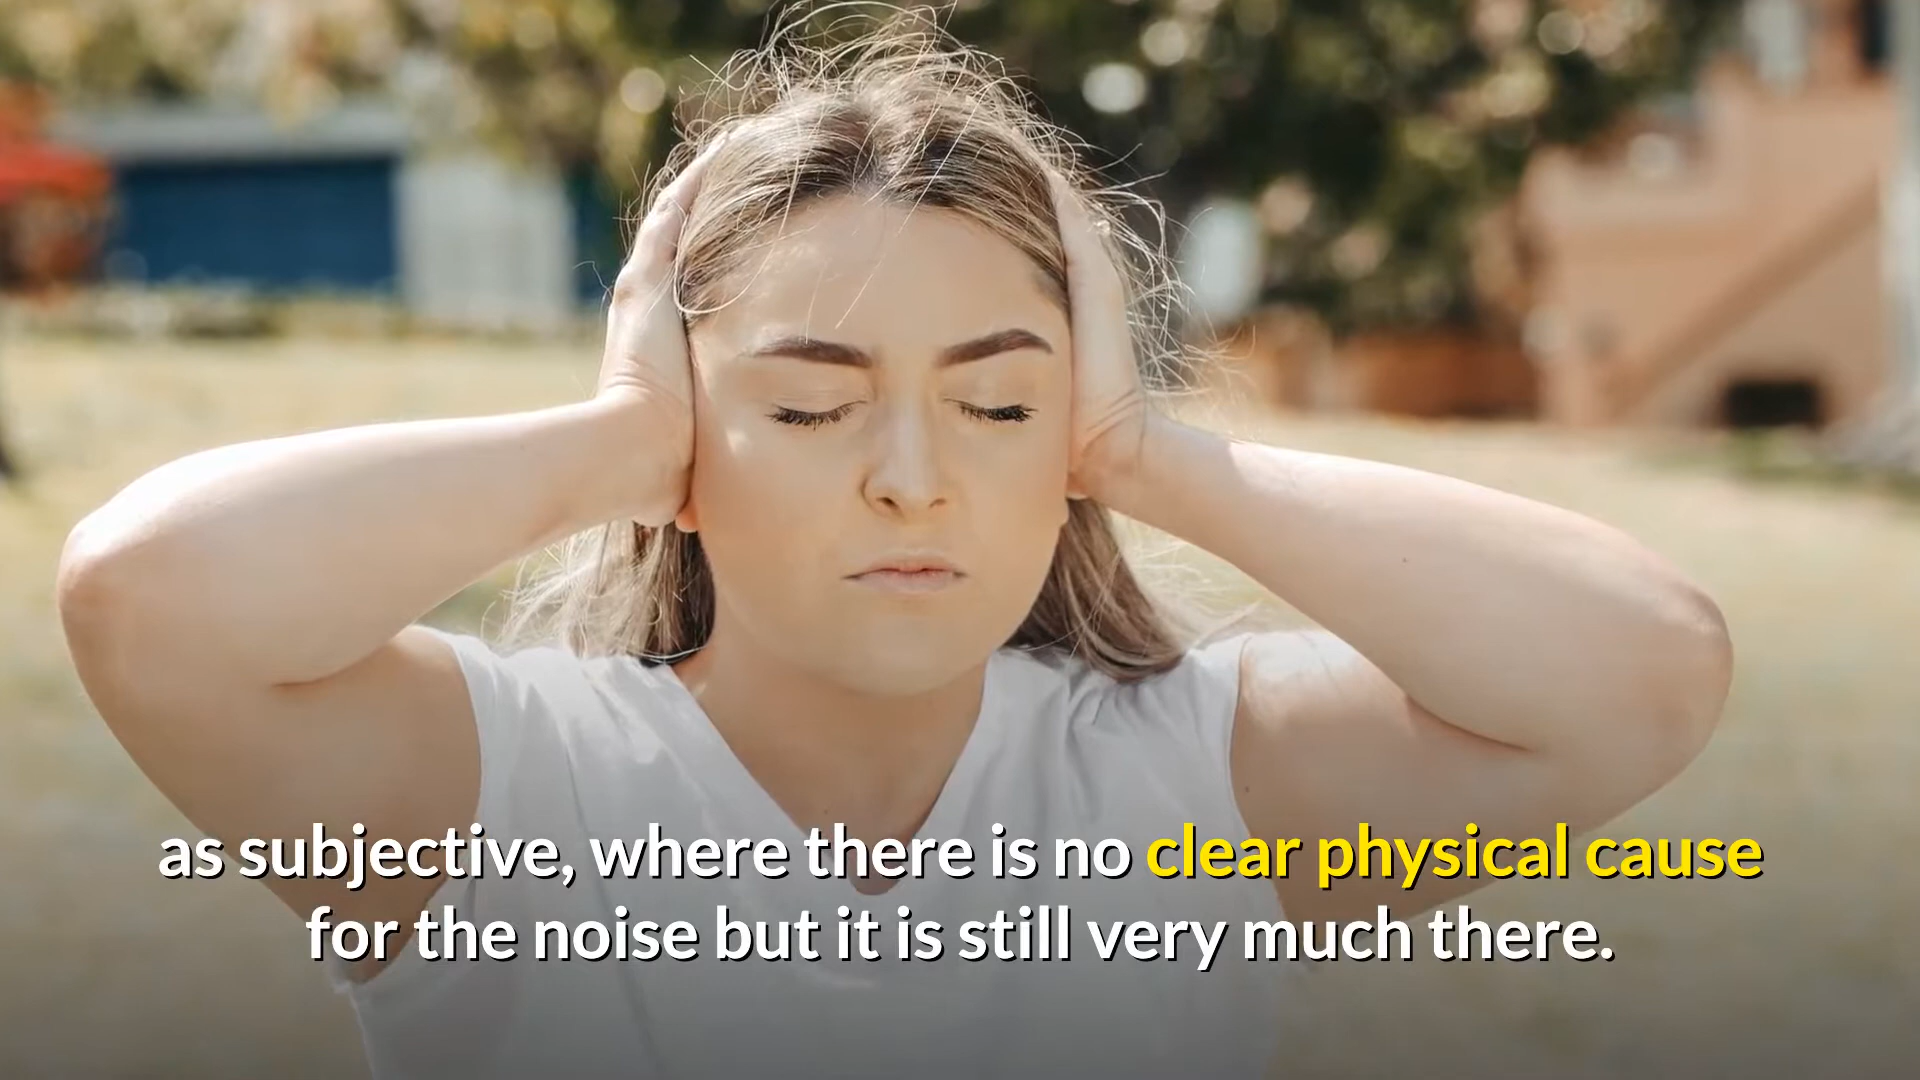 as subjective, where there is no clear physical cause
for the noise but it is still very much there.